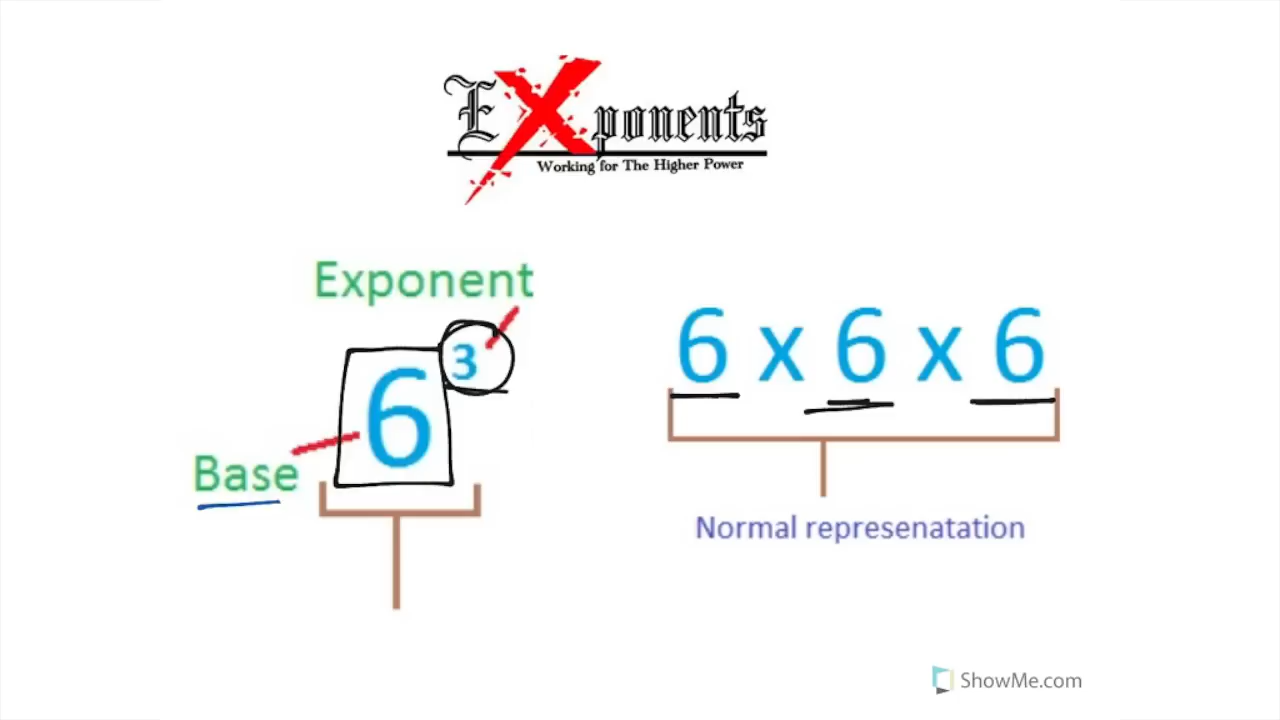 Exponents
Working for The Higher Power
Exponent
6 3
Base
6 x 6 x 6
Normal represenatation
ShowMe.com